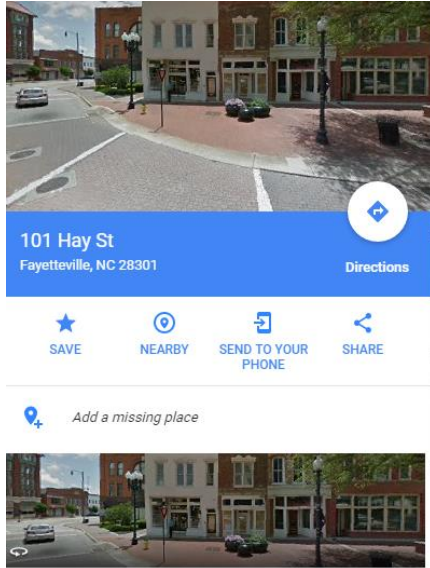 101 Hay St
Fayetteville, NC 28301
Directions
SAVE
NEARBY
SEND TO YOUR
PHONE
SHARE
Add a missing place